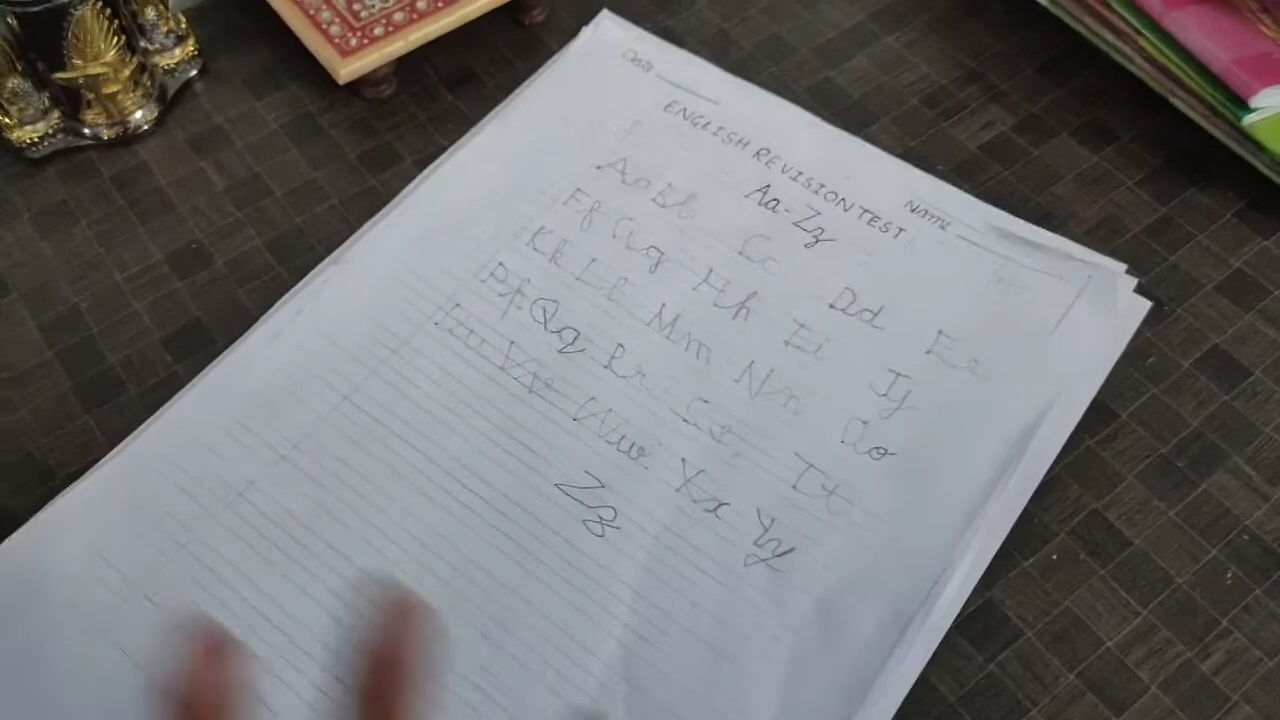 Date
ENGLISH REVISION TEST
Name
Aa-Zz
Aa Bb Cc Dd Ee
Ff Gg Hh Ii Jj
Kk Ll Mm Nn Oo
Pp Qq Rr Ss Tt
Uu Vv Ww Xx Yy
Zz